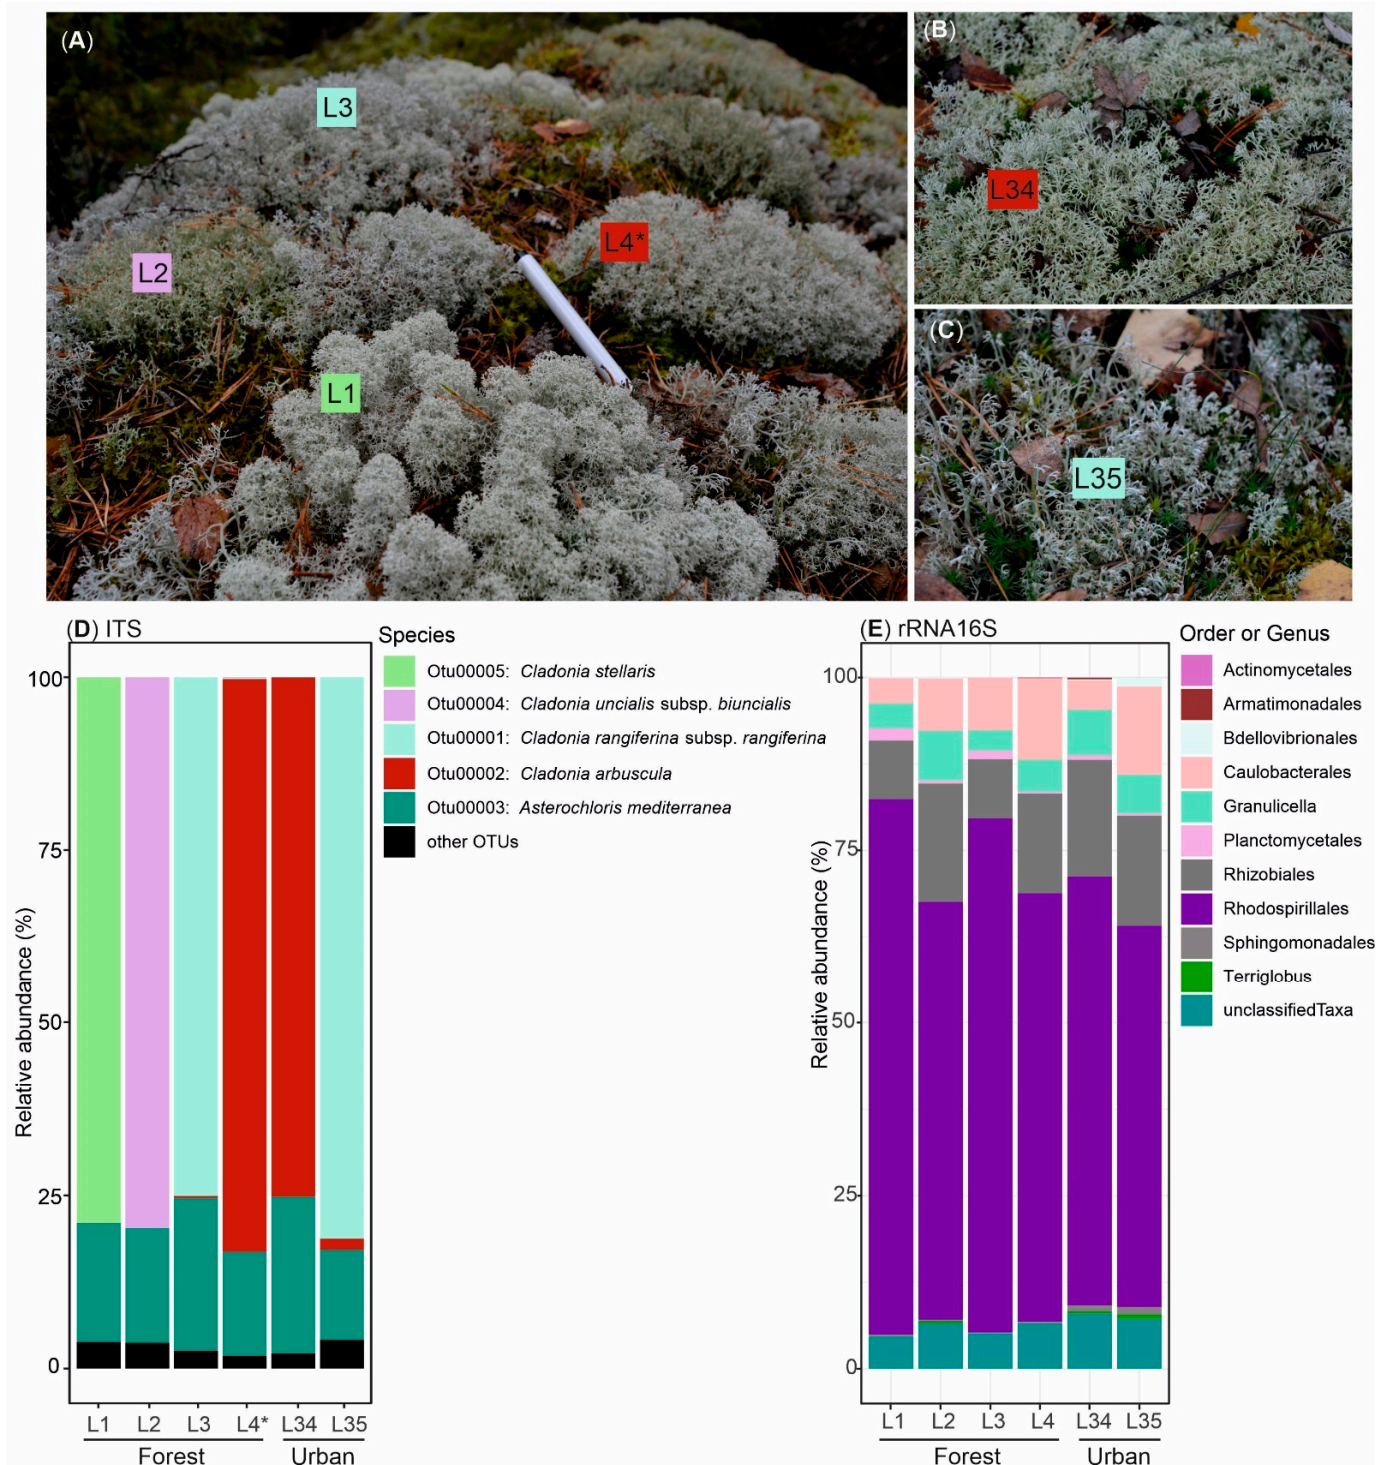 (A)
L3
L2
L4*
L1
(B)
L34
(C)
L35
(D) ITS
Species
Otu00005: Cladonia stellaris
Otu00004: Cladonia uncialis subsp. biuncialis
Otu00001: Cladonia rangiferina subsp. rangiferina
Otu00002: Cladonia arbuscula
Otu00003: Asterochloris mediterranea
other OTUs
Relative abundance (%)
100
75
50
25
0
L1 L2 L3 L4* L34 L35
Forest Urban
(E) rRNA16S
Order or Genus
Actinomycetales
Armatimonadales
Bdellovibrionales
Caulobacterales
Granulicella
Planctomycetales
Rhizobiales
Rhodospirillales
Sphingomonadales
Terriglobus
unclassifiedTaxa
Relative abundance (%)
100
75
50
25
0
L1 L2 L3 L4 L34 L35
Forest Urban